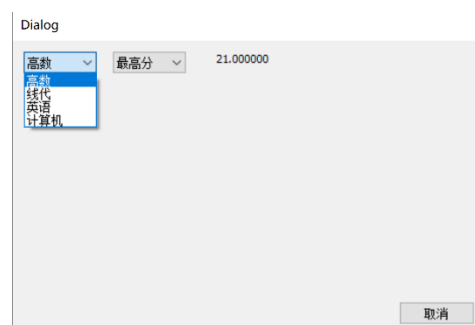 Dialog
高数 最高分 21.000000
高数
线代
英语
计算机
取消